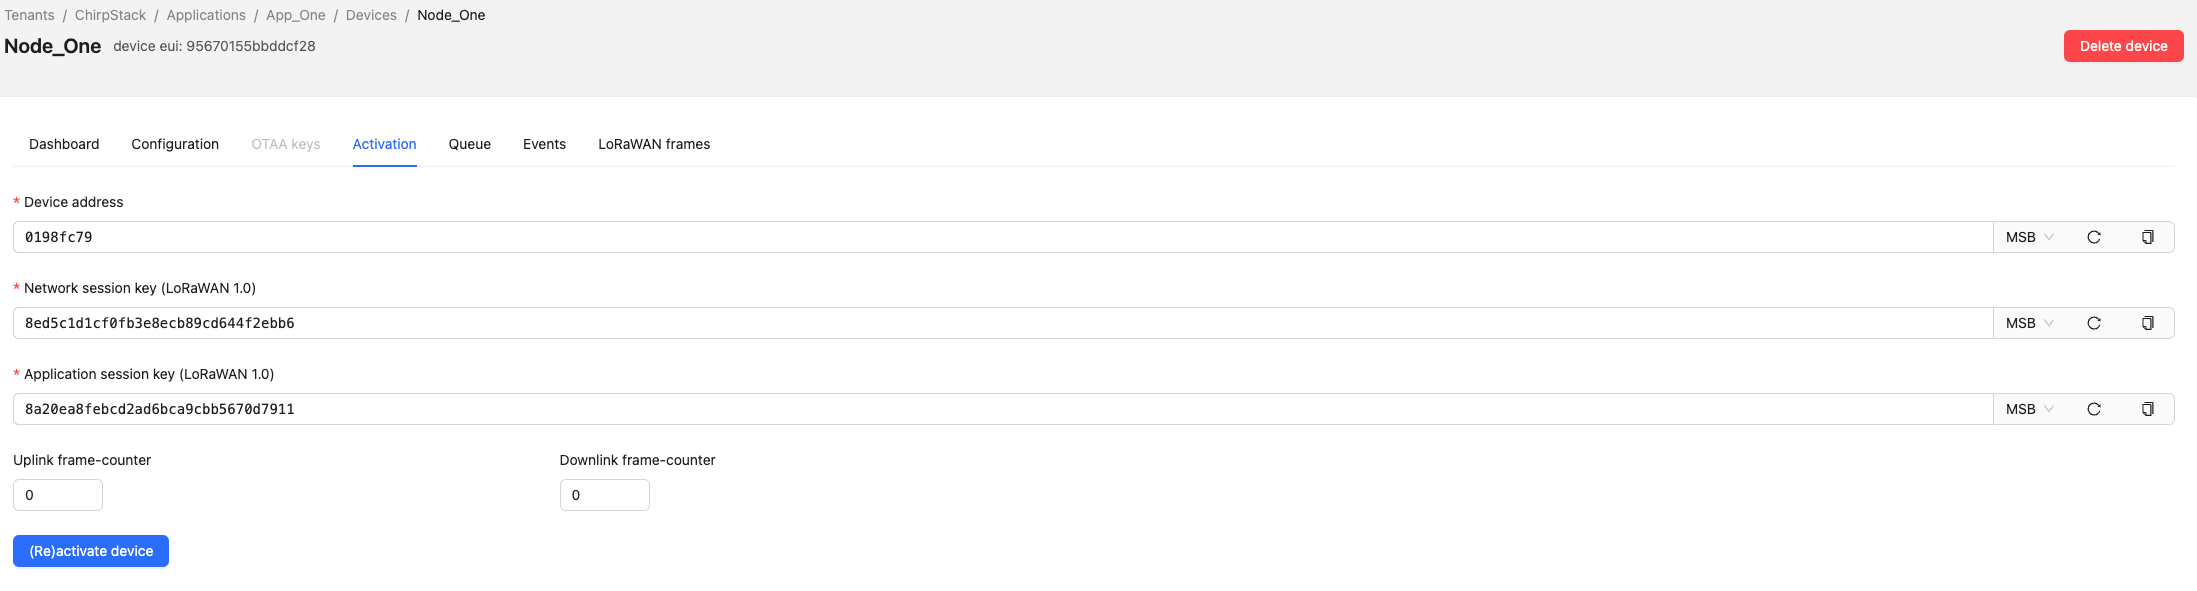 Tenants / ChirpStack / Applications / App_One / Devices / Node_One
Node_One device eui: 95670155bbddcf28
Delete device
Dashboard Configuration OTAA keys Activation Queue Events LoRaWAN frames
* Device address
0198fc79 MSB
* Network session key (LoRaWAN 1.0)
8ed5c1d1cf0fb3e8ecb89cd644f2ebb6 MSB
* Application session key (LoRaWAN 1.0)
8a20ea8febcd2ad6bca9cbb5670d7911 MSB
Uplink frame-counter Downlink frame-counter
0 0
(Re)activate device